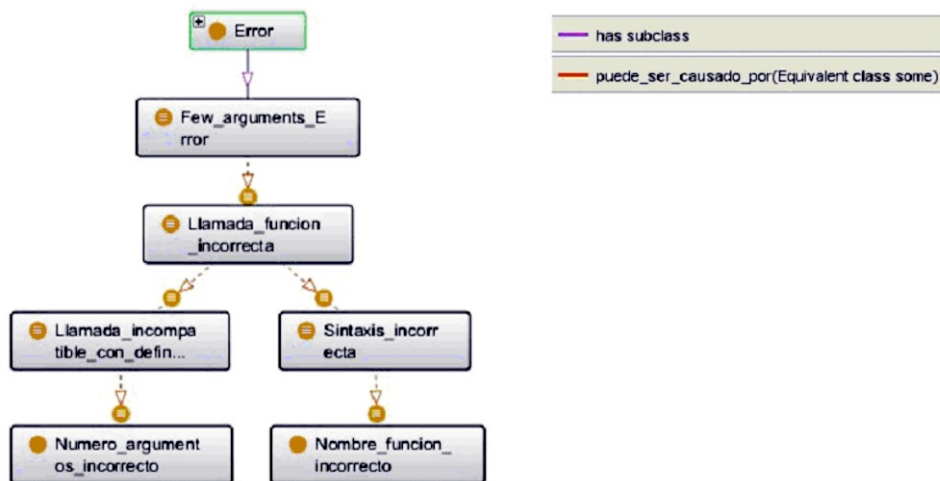 Error
has subclass
puede_ser_causado_por(Equivalent class some)
Few_arguments_E
rror
Llamada_funcion
_incorrecta
Llamada_incompa
tible_con_defin...
Sintaxis_incorr
ecta
Numero_argument
os_incorrecto
Nombre_funcion_
incorrecto